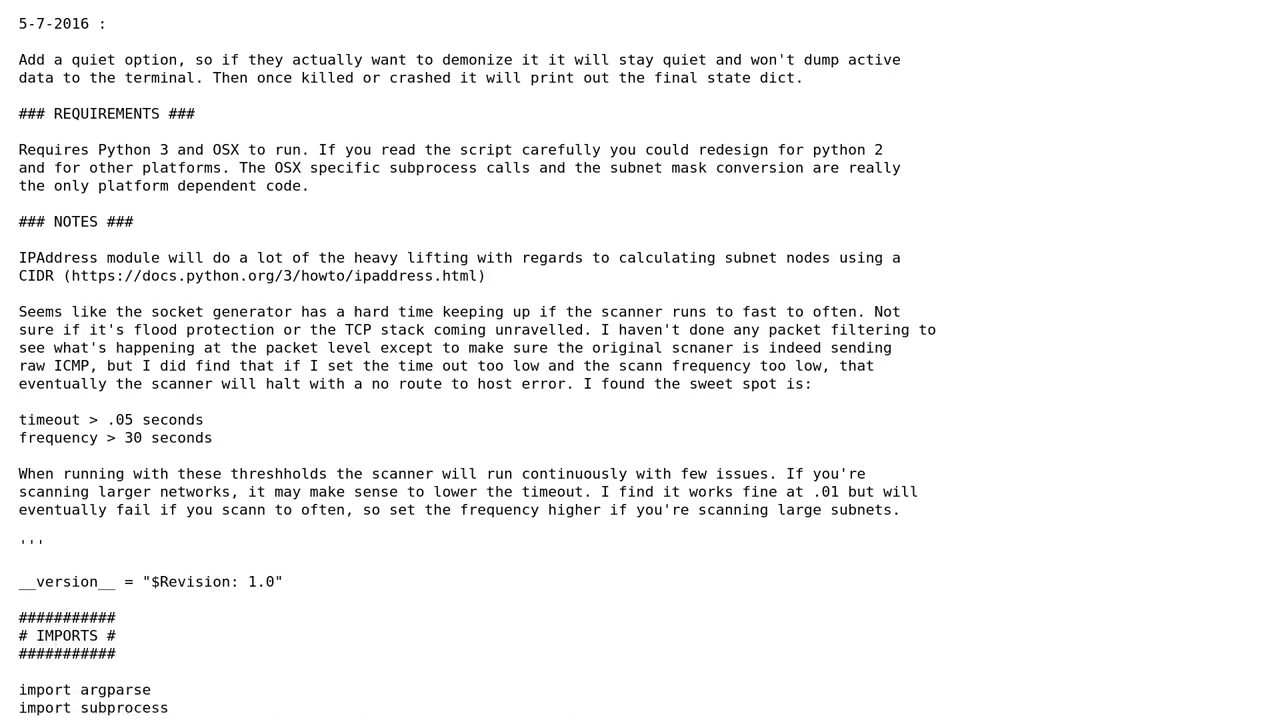 5-7-2016 :
Add a quiet option, so if they actually want to demonize it it will stay quiet and won't dump active
data to the terminal. Then once killed or crashed it will print out the final state dict.
### REQUIREMENTS ###
Requires Python 3 and OSX to run. If you read the script carefully you could redesign for python 2
and for other platforms. The OSX specific subprocess calls and the subnet mask conversion are really
the only platform dependent code.
### NOTES ###
IPAddress module will do a lot of the heavy lifting with regards to calculating subnet nodes using a
CIDR (https://docs.python.org/3/howto/ipaddress.html)
Seems like the socket generator has a hard time keeping up if the scanner runs to fast to often. Not
sure if it's flood protection or the TCP stack coming unravelled. I haven't done any packet filtering to
see what's happening at the packet level except to make sure the original scnaner is indeed sending
raw ICMP, but I did find that if I set the time out too low and the scann frequency too low, that
eventually the scanner will halt with a no route to host error. I found the sweet spot is:
timeout > .05 seconds
frequency > 30 seconds
When running with these threshholds the scanner will run continuously with few issues. If you're
scanning larger networks, it may make sense to lower the timeout. I find it works fine at .01 but will
eventually fail if you scann to often, so set the frequency higher if you're scanning large subnets.
'''
__version__ = "$Revision: 1.0"
###########
# IMPORTS #
###########
import argparse
import subprocess